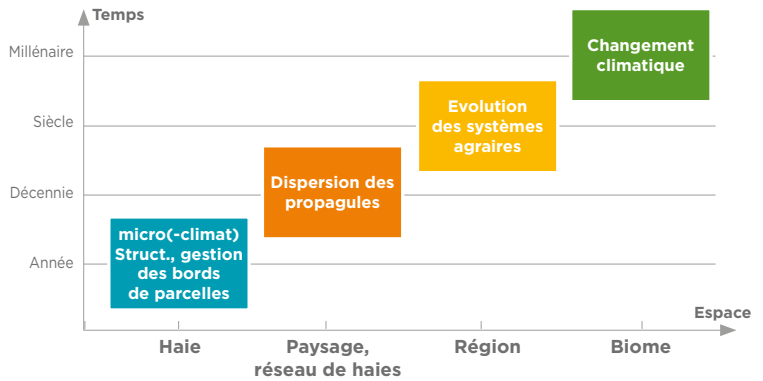 Temps
Millénaire
Siècle
Décennie
Année
Changement
climatique
Evolution
des systèmes
agraires
Dispersion des
propagules
micro(-climat)
Struct., gestion
des bords
de parcelles
Espace
Haie
Paysage,
réseau de haies
Région
Biome